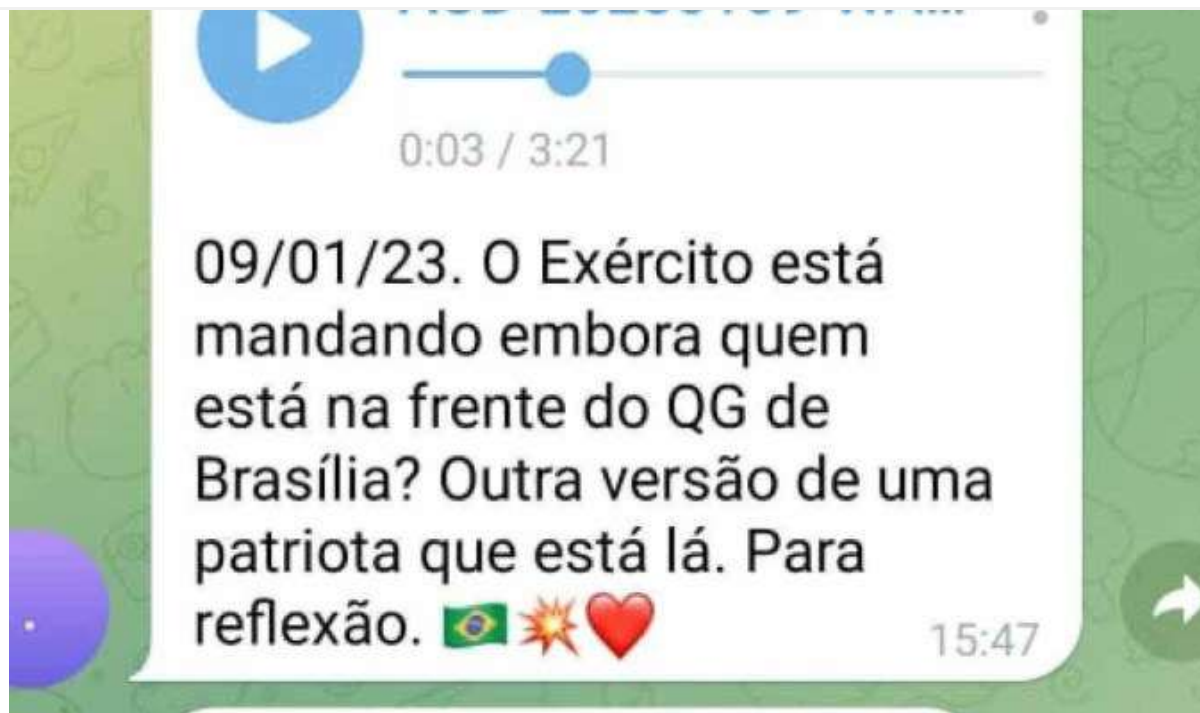 0:03 / 3:21
09/01/23. O Exército está
mandando embora quem
está na frente do QG de
Brasília? Outra versão de uma
patriota que está lá. Para
reflexão. 🇧🇷💥❤️
15:47